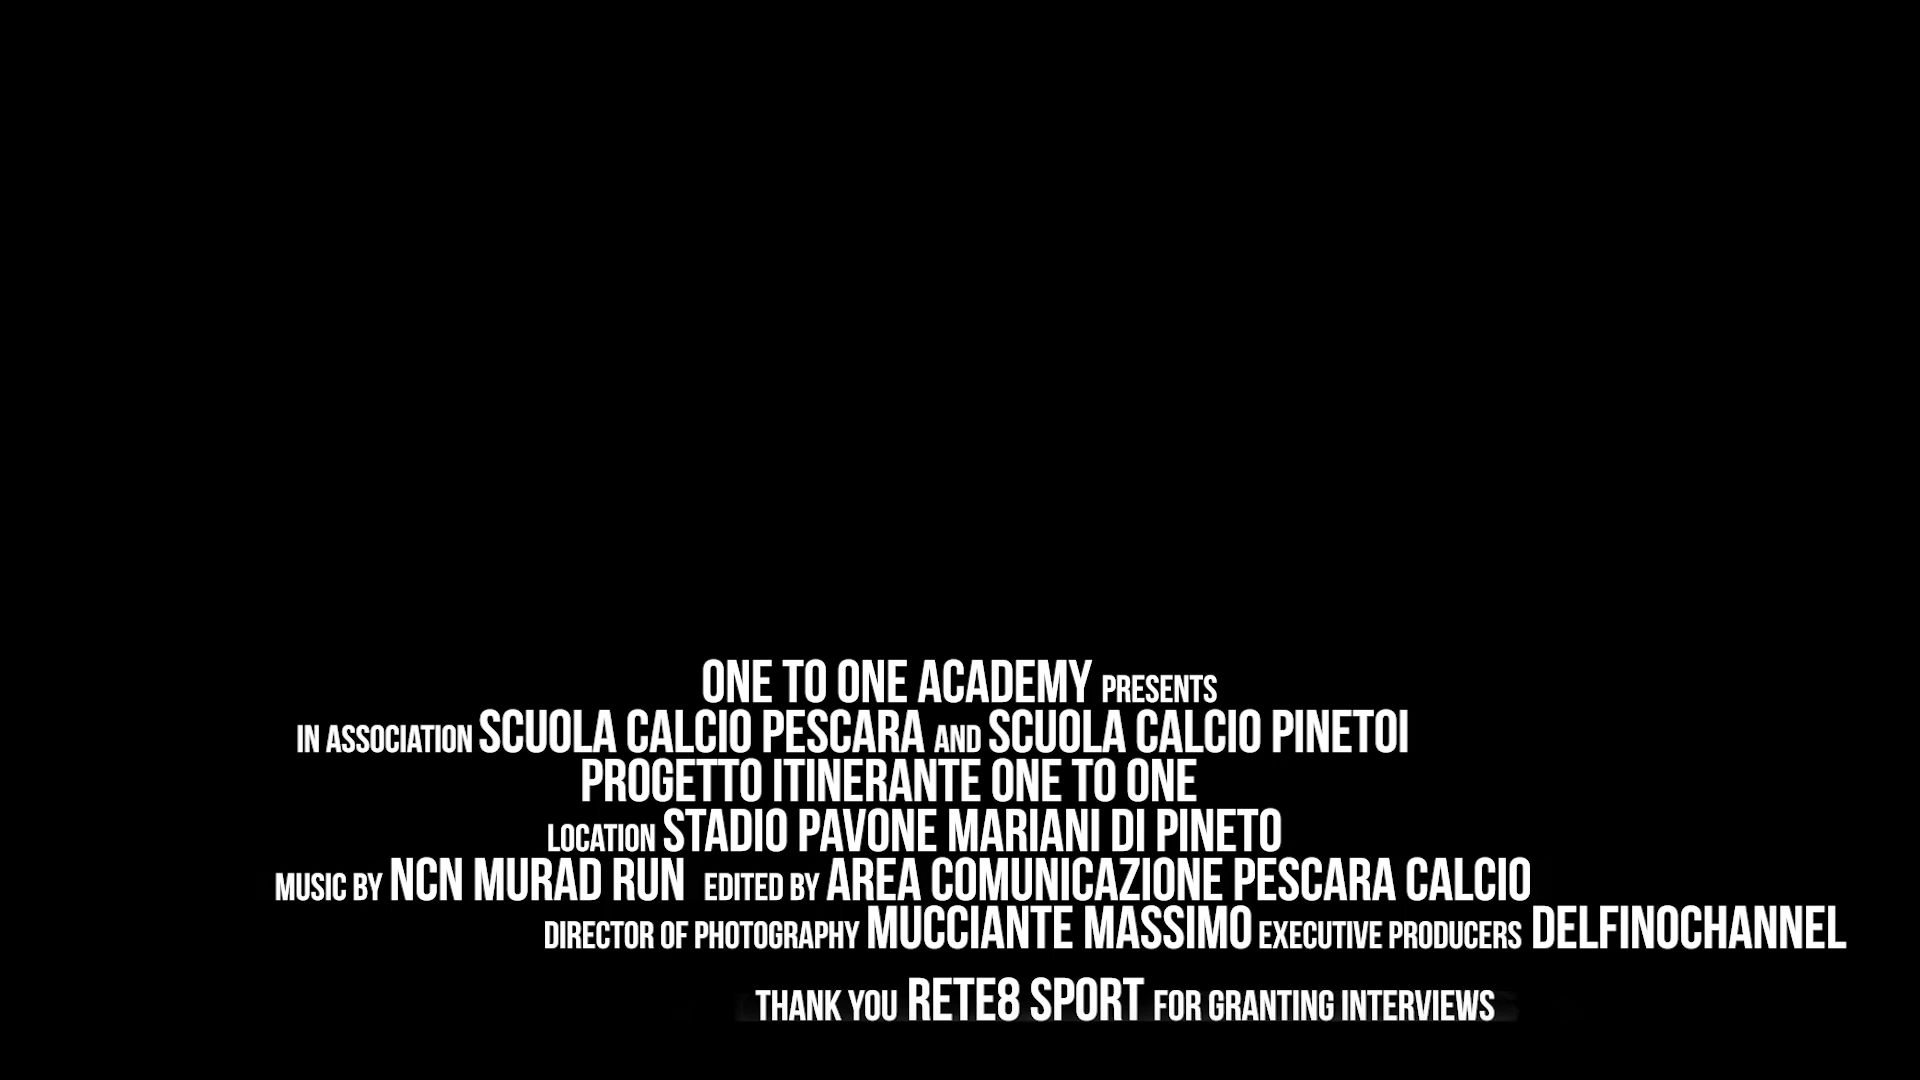 ONE TO ONE ACADEMY PRESENTS
IN ASSOCIATION SCUOLA CALCIO PESCARA AND SCUOLA CALCIO PINETOI
PROGETTO ITINERANTE ONE TO ONE
LOCATION STADIO PAVONE MARIANI DI PINETO
MUSIC BY NCN MURAD RUN EDITED BY AREA COMUNICAZIONE PESCARA CALCIO
DIRECTOR OF PHOTOGRAPHY MUCCIANTE MASSIMO EXECUTIVE PRODUCERS DELFINOCHANNEL
THANK YOU RETE8 SPORT FOR GRANTING INTERVIEWS